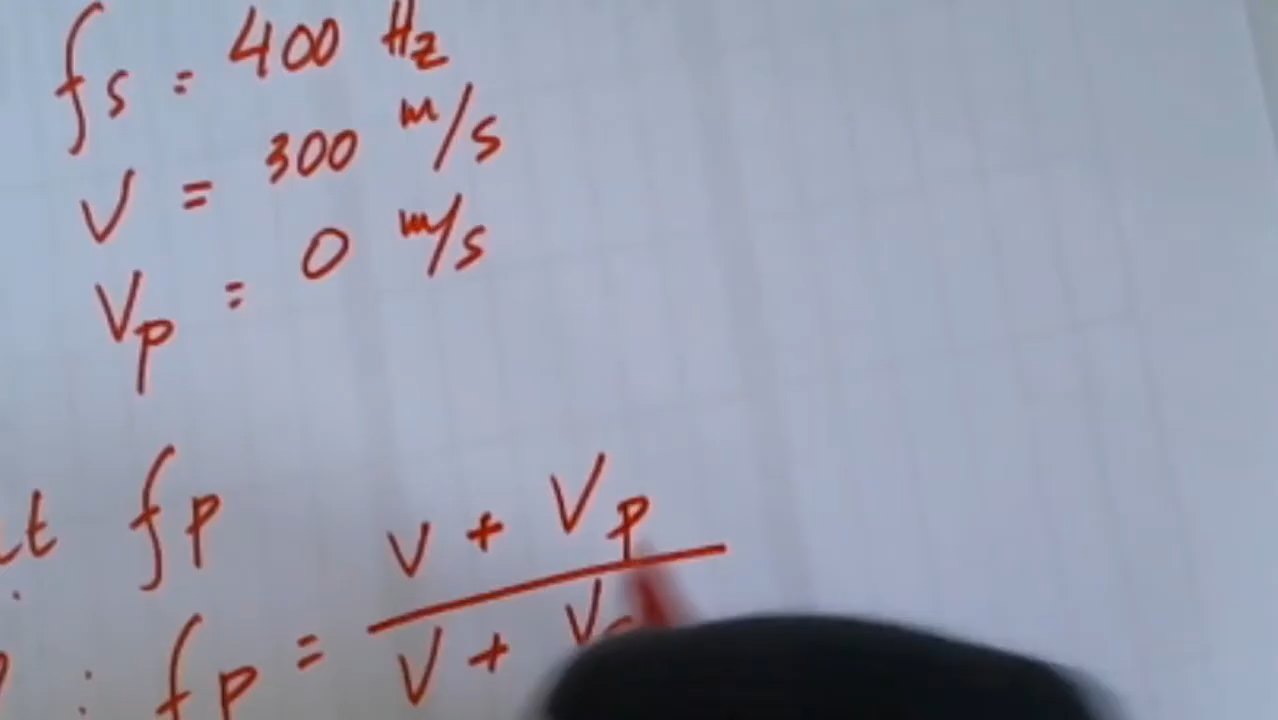 fs = 400 Hz
V = 300 m/s
Vp = 0 m/s
fp
: fp = V + Vp / V + V